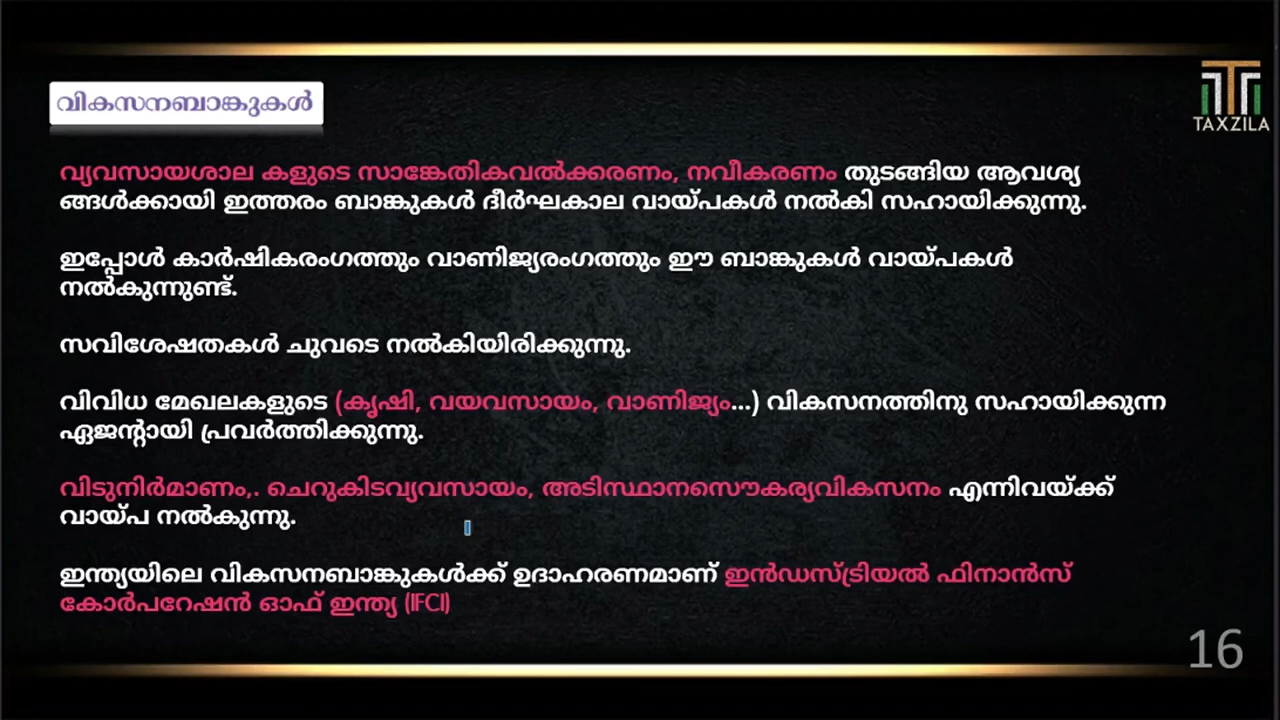 വികസനബാങ്കുകൾ
TAXZILA
വ്യവസായശാല കളുടെ സാങ്കേതികവൽക്കരണം, നവീകരണം തുടങ്ങിയ ആവശ്യ
ങ്ങൾക്കായി ഇത്തരം ബാങ്കുകൾ ദീർഘകാല വായ്പകൾ നൽകി സഹായിക്കുന്നു.
ഇപ്പോൾ കാർഷികരംഗത്തും വാണിജ്യരംഗത്തും ഈ ബാങ്കുകൾ വായ്പകൾ
നൽകുന്നുണ്ട്.
സവിശേഷതകൾ ചുവടെ നൽകിയിരിക്കുന്നു.
വിവിധ മേഖലകളുടെ (കൃഷി, വയവസായം, വാണിജ്യം...) വികസനത്തിനു സഹായിക്കുന്ന
ഏജന്റായി പ്രവർത്തിക്കുന്നു.
വിടുനിർമാണം,. ചെറുകിടവ്യവസായം, അടിസ്ഥാനസൌകര്യവികസനം എന്നിവയ്ക്ക്
വായ്പ നൽകുന്നു.
ഇന്ത്യയിലെ വികസനബാങ്കുകൾക്ക് ഉദാഹരണമാണ് ഇൻഡസ്ട്രിയൽ ഫിനാൻസ്
കോർപറേഷൻ ഓഫ് ഇന്ത്യ (IFCI)
16